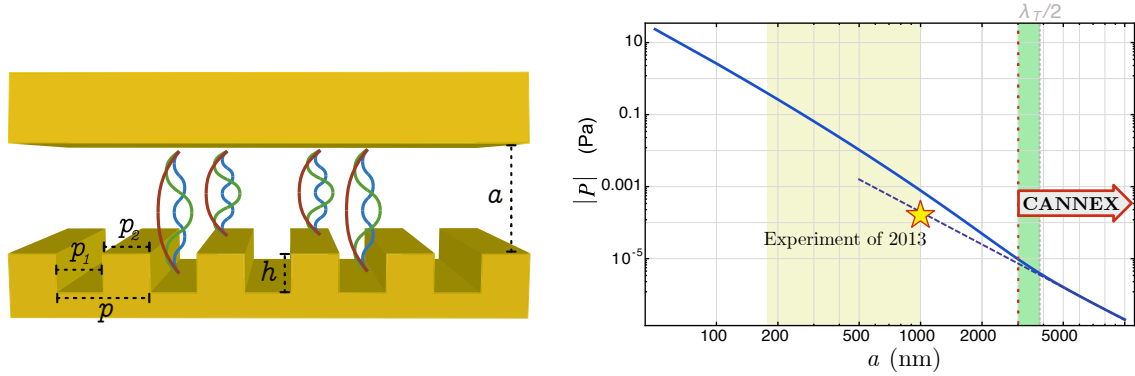 a
p₁
p₂
h
p
λ_T/2
10
0.1
0.001
10⁻⁵
|P| (Pa)
Experiment of 2013
CANNEX
100
200
500
1000
2000
5000
a (nm)